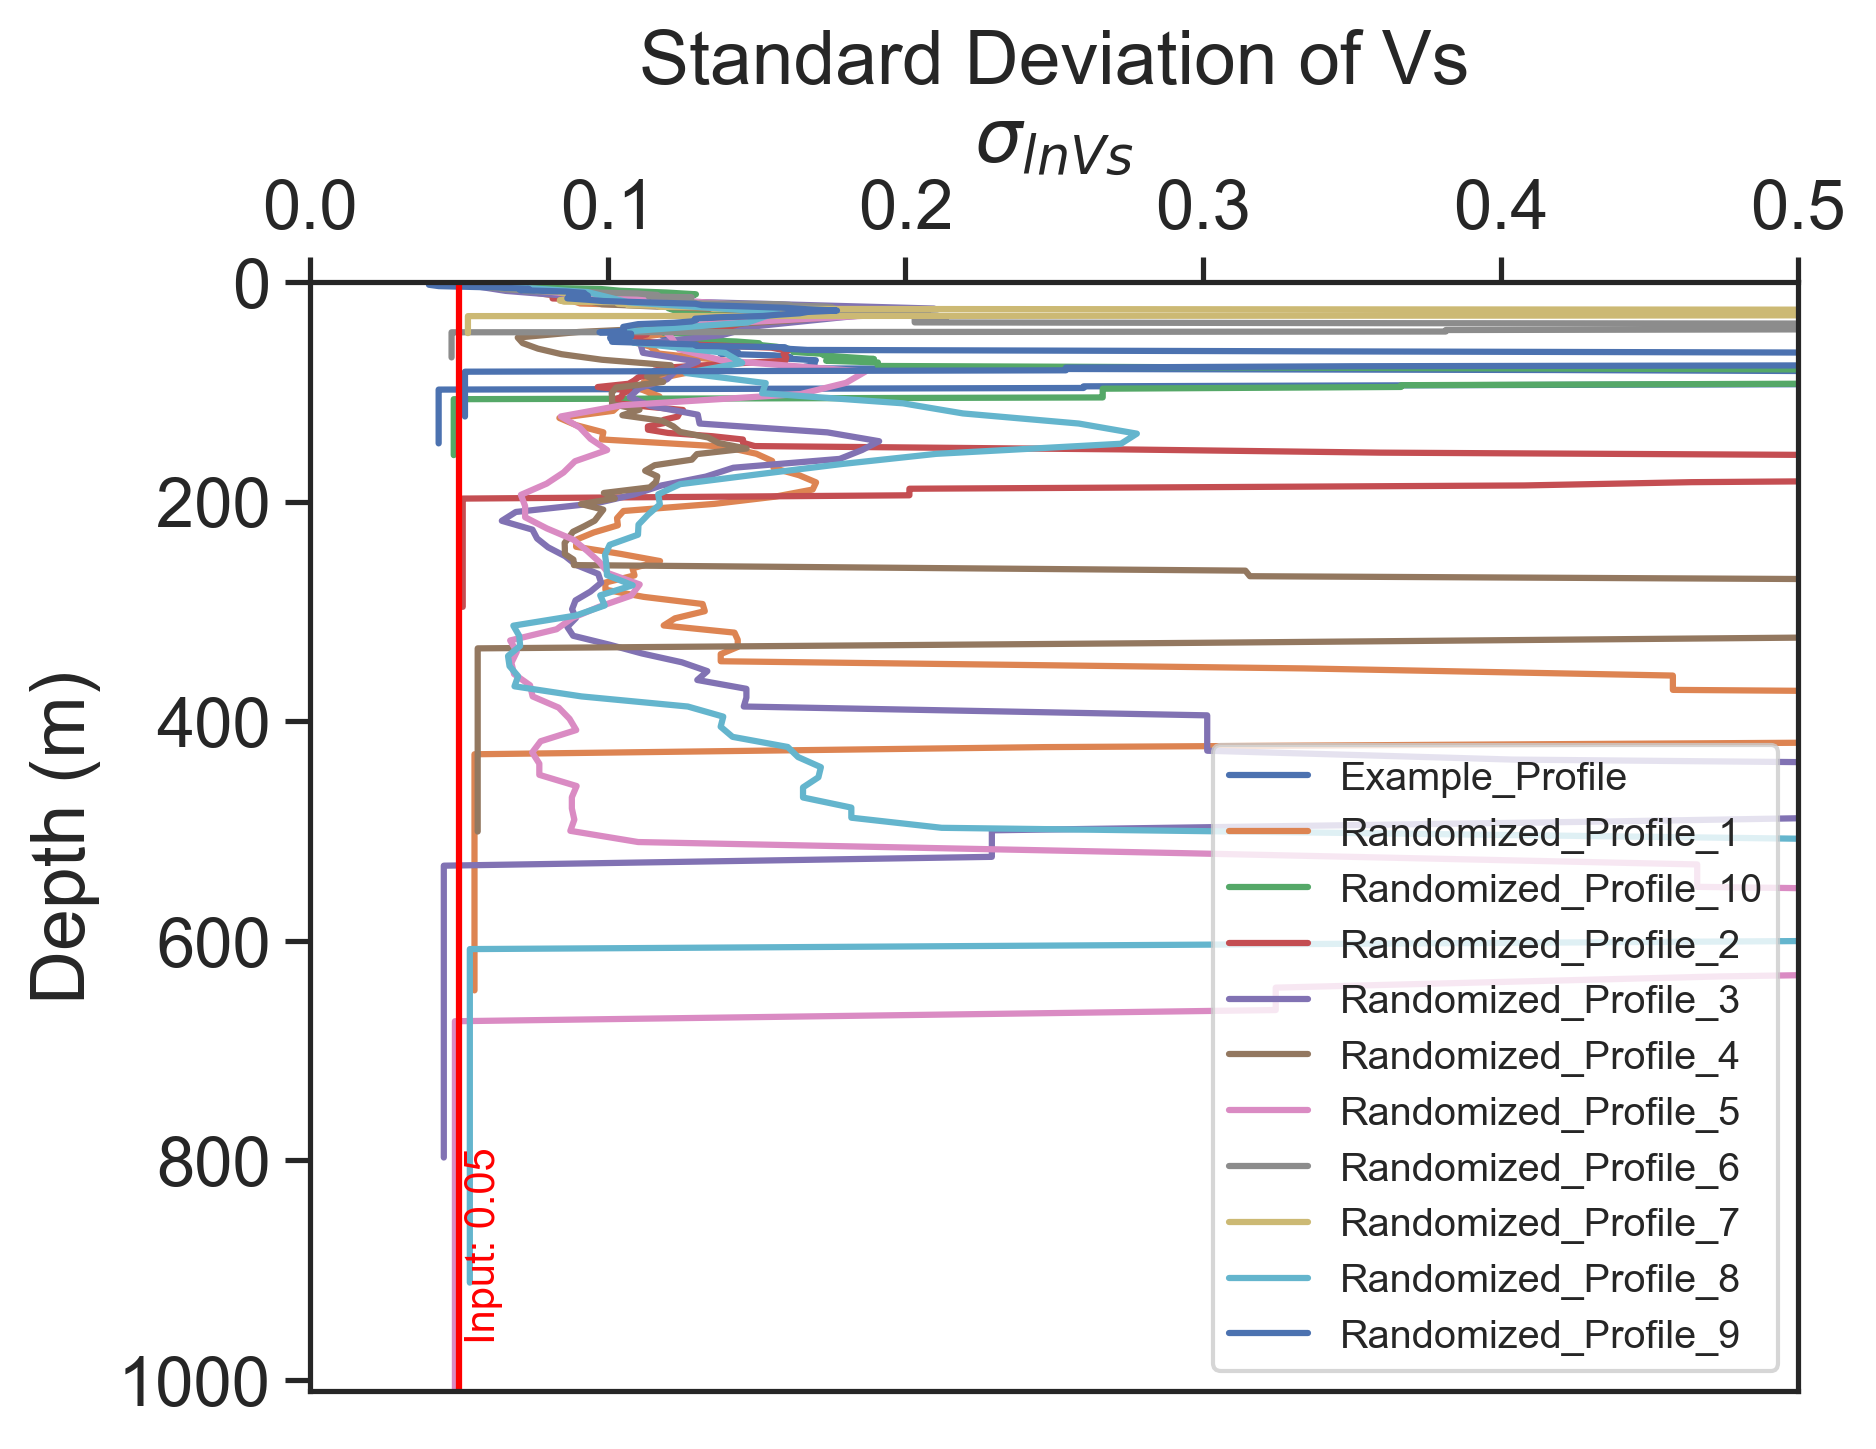 Standard Deviation of Vs
σlnVs
0.0 0.1 0.2 0.3 0.4 0.5
0
200
400
600
800
1000
Depth (m)
Input: 0.05
Example_Profile
Randomized_Profile_1
Randomized_Profile_10
Randomized_Profile_2
Randomized_Profile_3
Randomized_Profile_4
Randomized_Profile_5
Randomized_Profile_6
Randomized_Profile_7
Randomized_Profile_8
Randomized_Profile_9